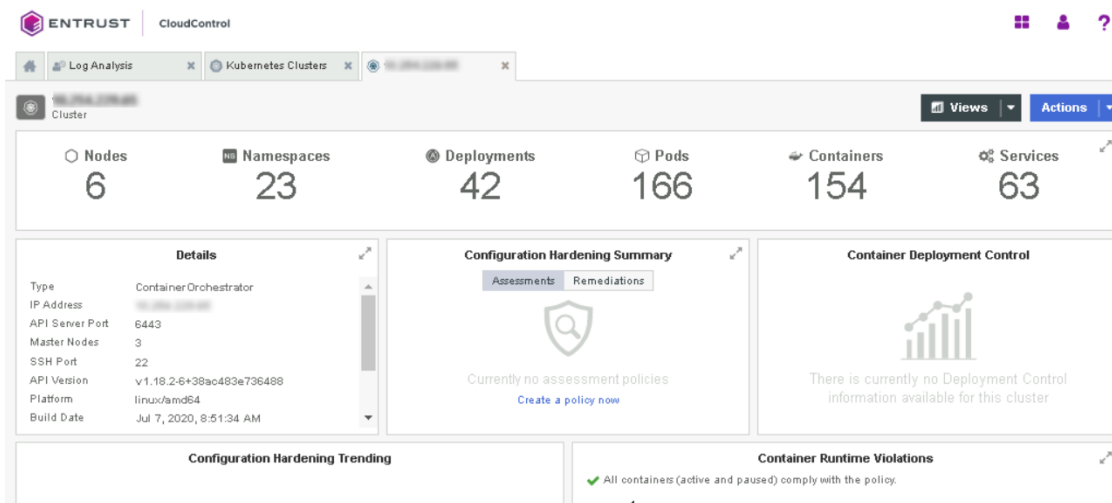 ENTRUST CloudControl
?
Log Analysis Kubernetes Clusters
Cluster
Views Actions
Nodes NS Namespaces Deployments Pods Containers Services
6 23 42 166 154 63
Details
Type ContainerOrchestrator
IP Address
API Server Port 6443
Master Nodes 3
SSH Port 22
API Version v1.18.2-6+38ac483e736488
Platform linux/amd64
Build Date Jul 7, 2020, 8:51:34 AM
Configuration Hardening Summary
Assessments Remediations
Currently no assessment policies
Create a policy now
Container Deployment Control
There is currently no Deployment Control
information available for this cluster
Configuration Hardening Trending
Container Runtime Violations
All containers (active and paused) comply with the policy.